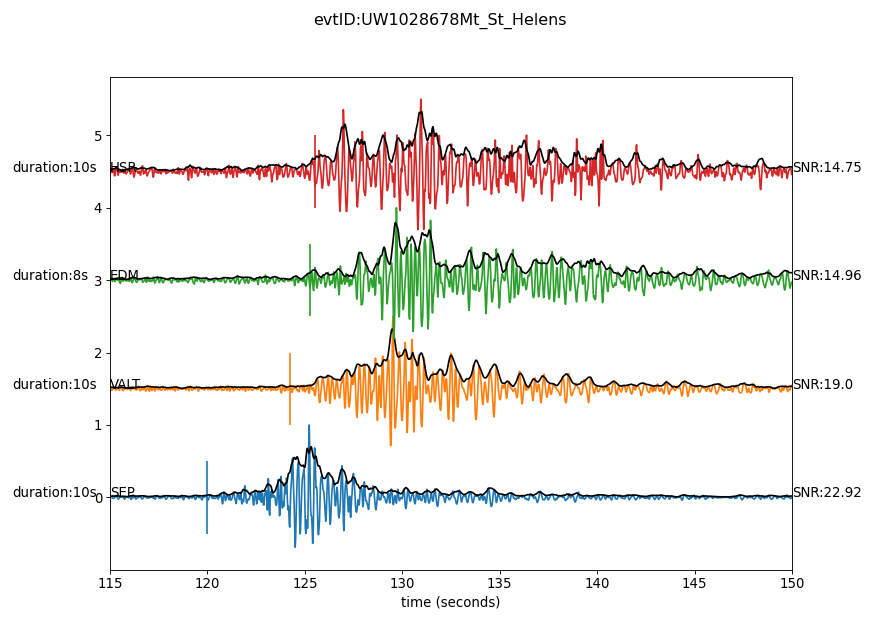 evtID:UW1028678Mt_St_Helens
5
duration:10s HSR SNR:14.75
4
duration:8s EDM SNR:14.96
3
2
duration:10s VALT SNR:19.0
1
duration:10s SEP SNR:22.92
0
115 120 125 130 135 140 145 150
time (seconds)